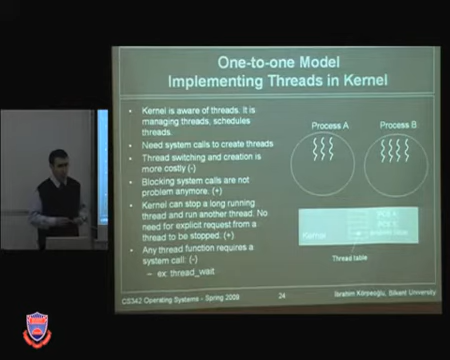 One-to-one Model
Implementing Threads in Kernel
• Kernel is aware of threads. It is
managing threads, schedules
threads.
• Need system calls to create threads
• Thread switching and creation is
more costly (-)
• Blocking system calls are not
problem anymore. (+)
• Kernel can stop a long running
thread and run another thread. No
need for explicit request from a
thread to be stopped. (+)
• Any thread function requires a
system call: (-)
– ex: thread_wait
Process A
Process B
Kernel
Thread table
CS342 Operating Systems - Spring 2009
24
İbrahim Körpeoğlu, Bilkent University